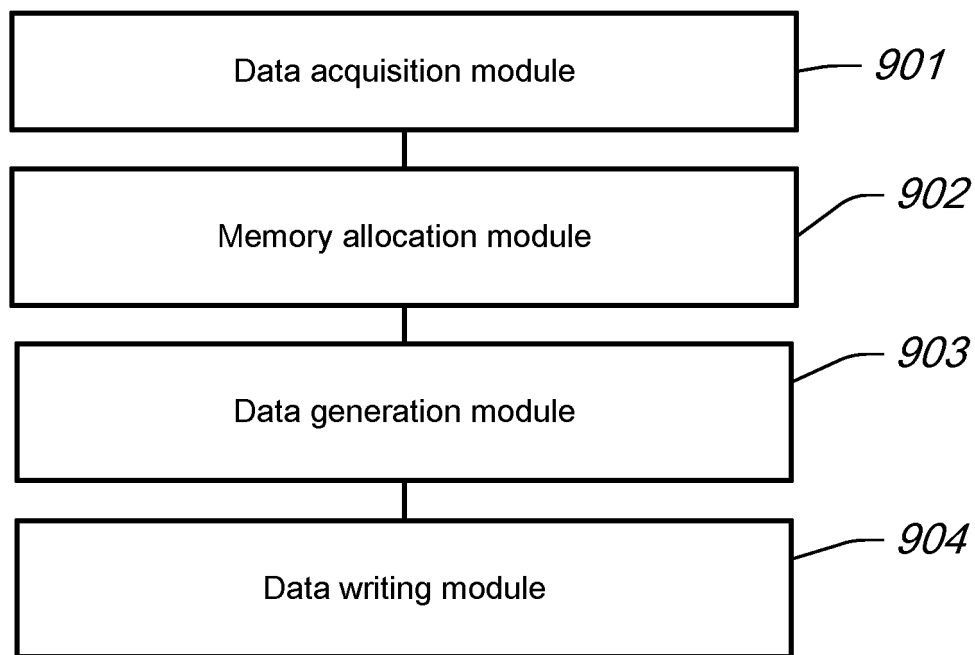 Data acquisition module
901
Memory allocation module
902
Data generation module
903
Data writing module
904